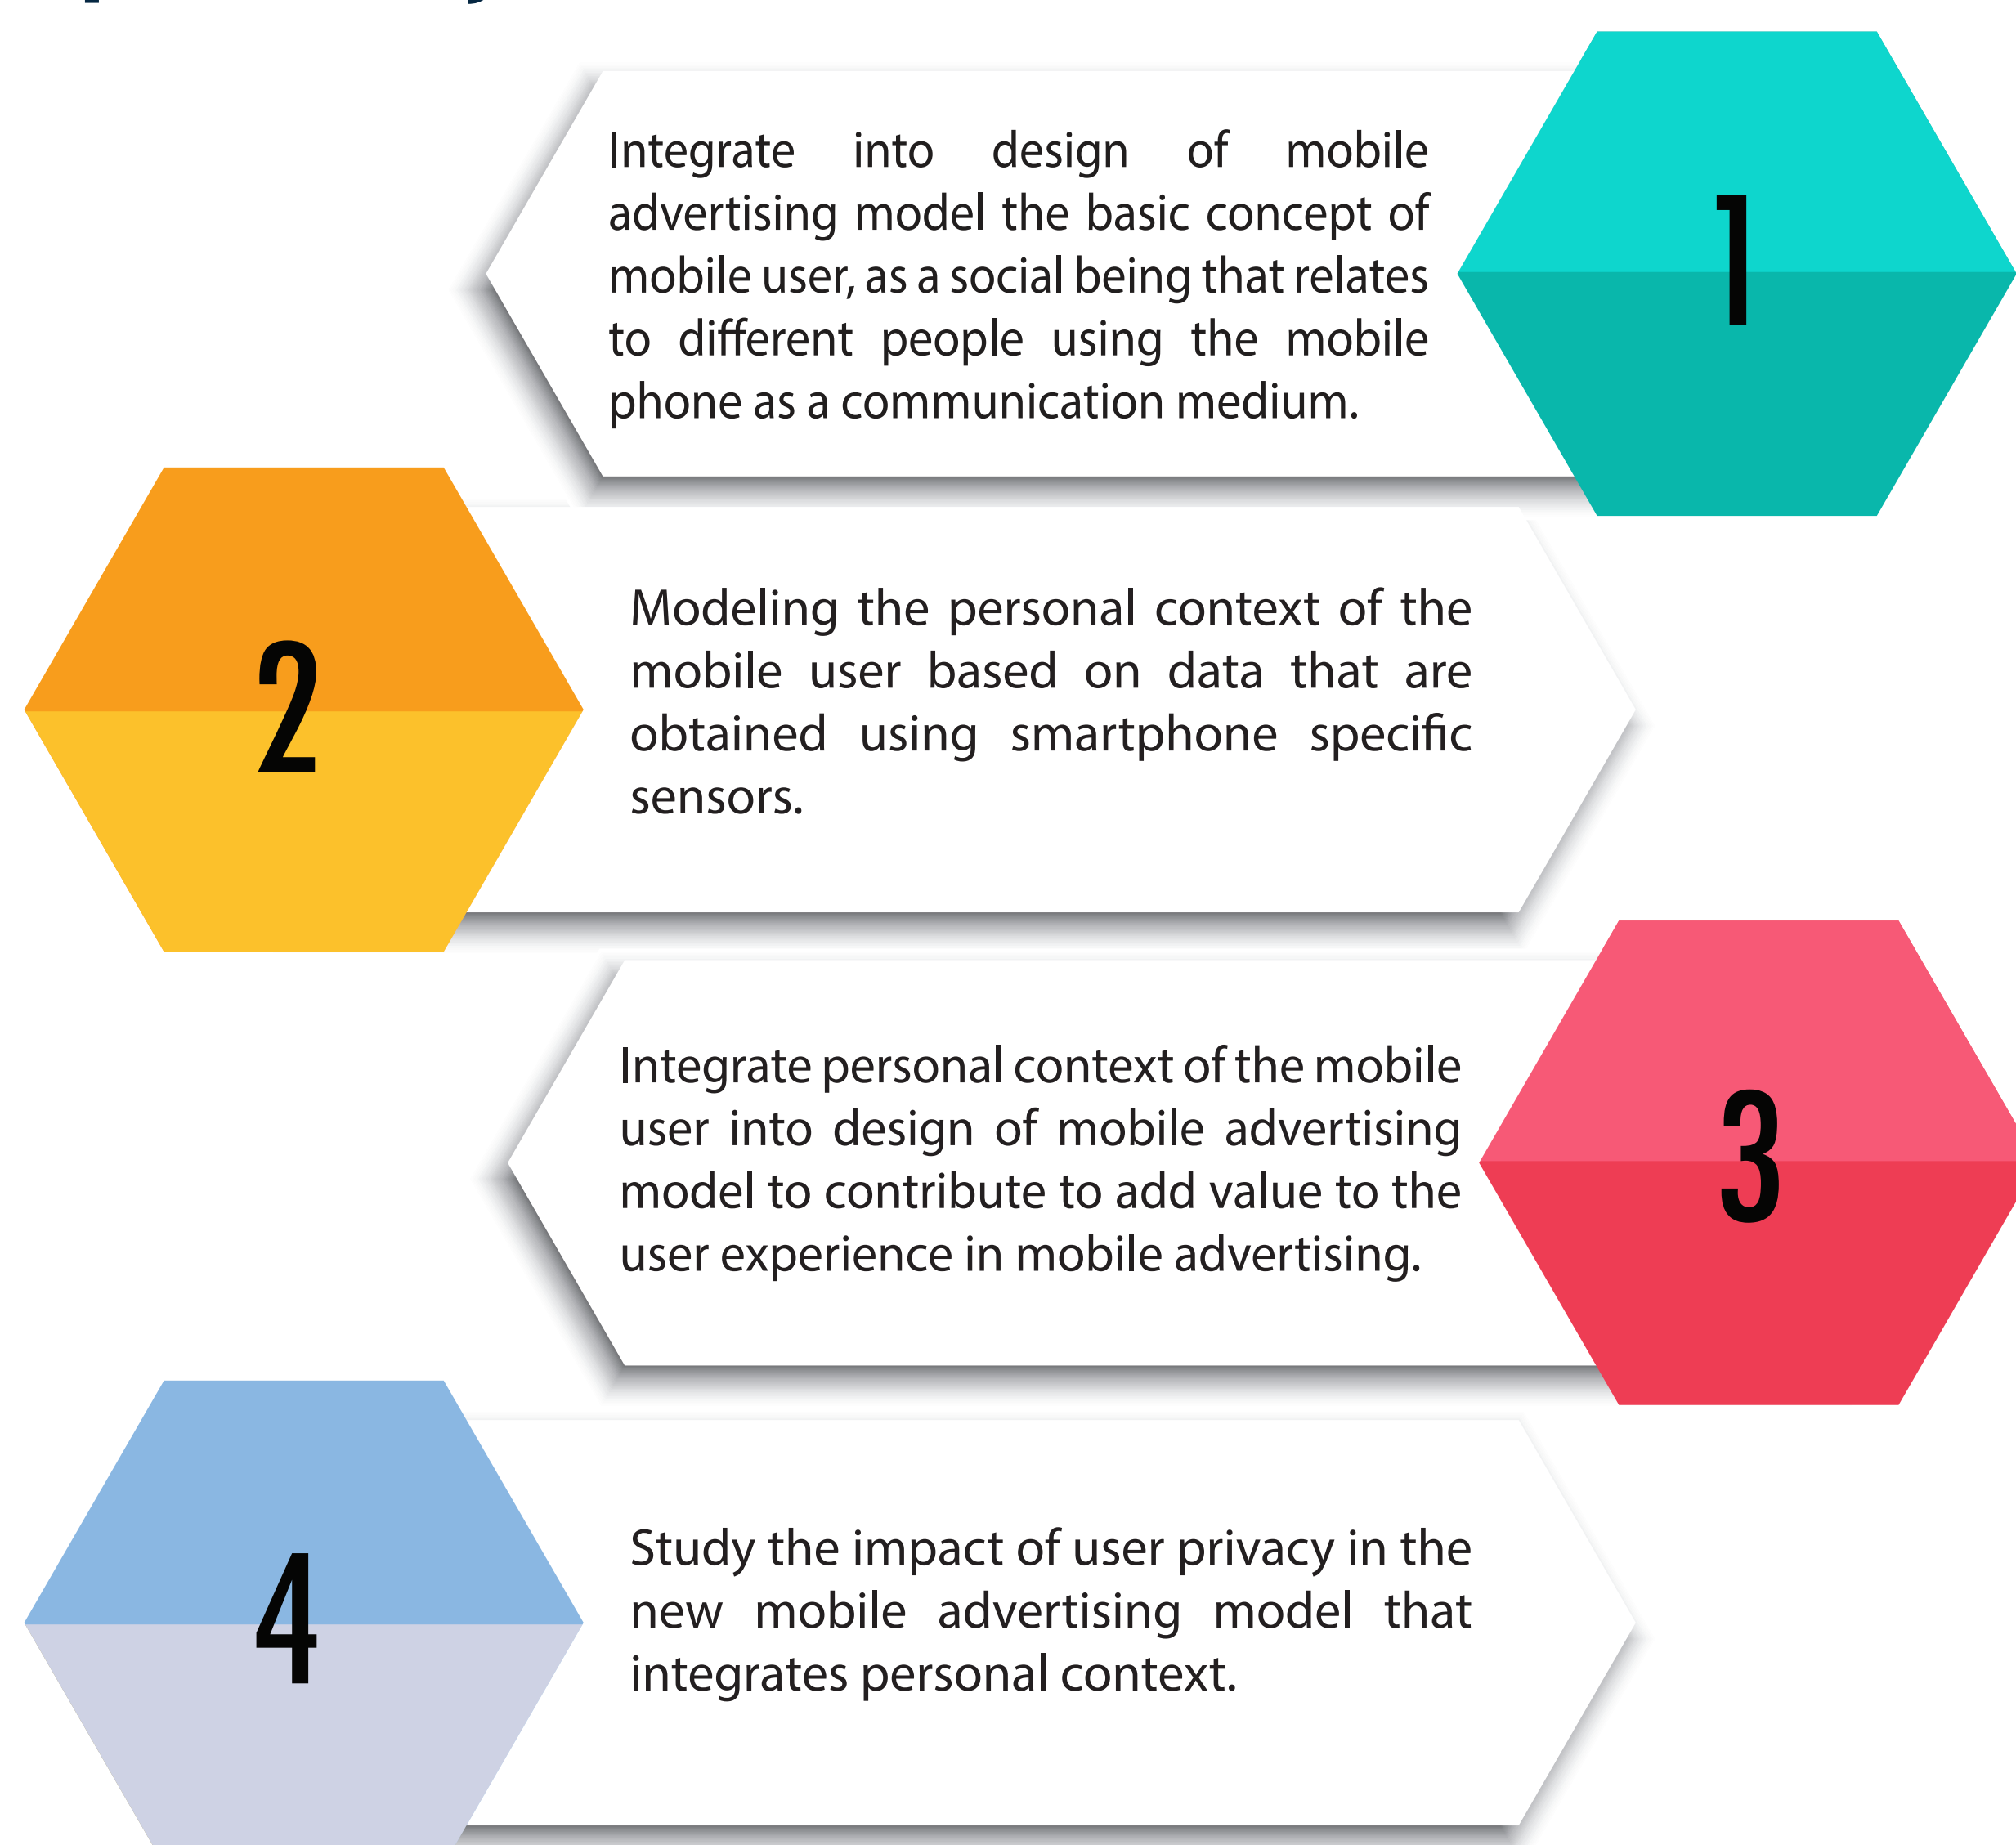 1
Integrate into design of mobile
advertising model the basic concept of
mobile user, as a social being that relates
to different people using the mobile
phone as a communication medium.
2
Modeling the personal context of the
mobile user based on data that are
obtained using smartphone specific
sensors.
3
Integrate personal context of the mobile
user into design of mobile advertising
model to contribute to add value to the
user experience in mobile advertising.
4
Study the impact of user privacy in the
new mobile advertising model that
integrates personal context.